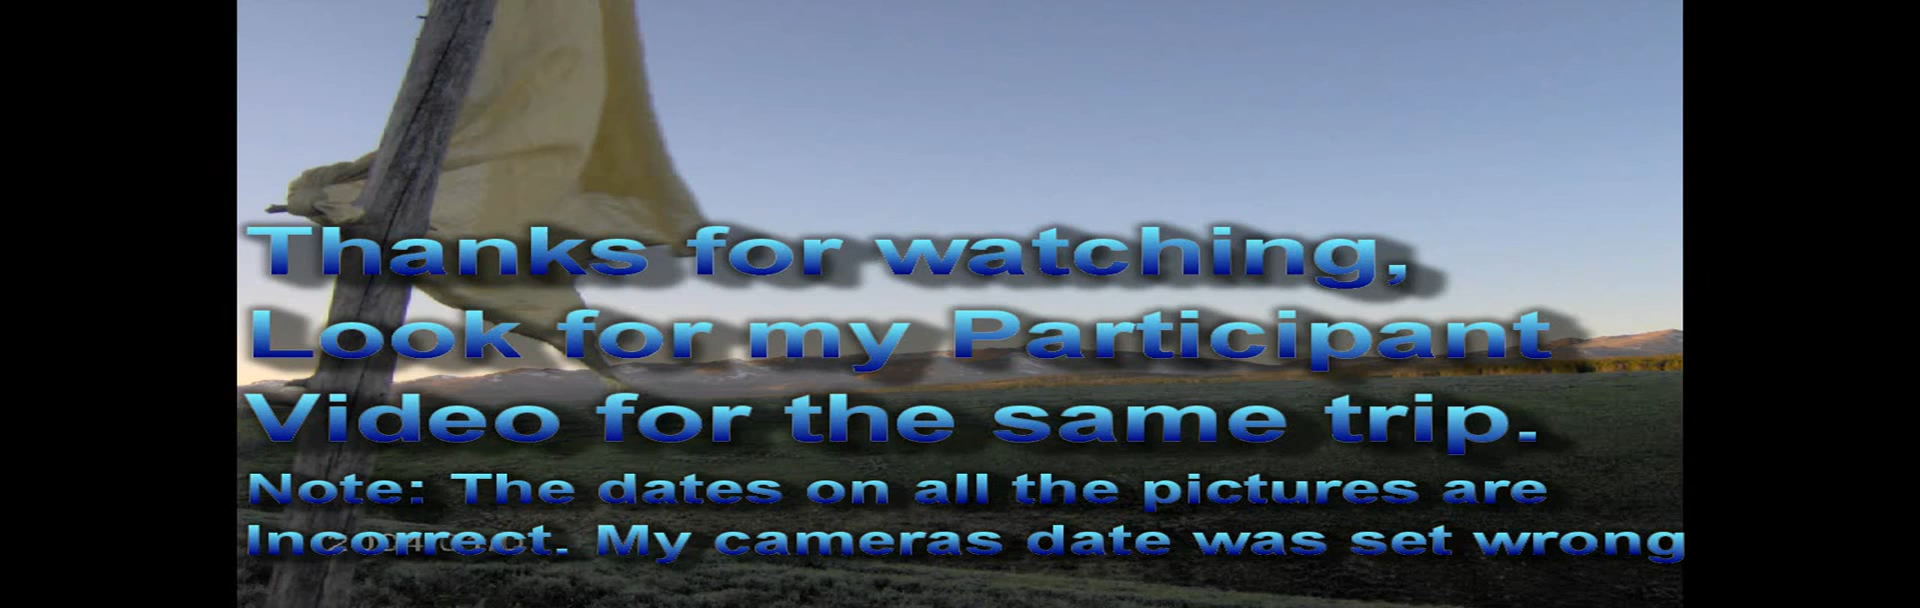 Thanks for watching,
Look for my Participant
Video for the same trip.
Note: The dates on all the pictures are
Incorrect. My cameras date was set wrong